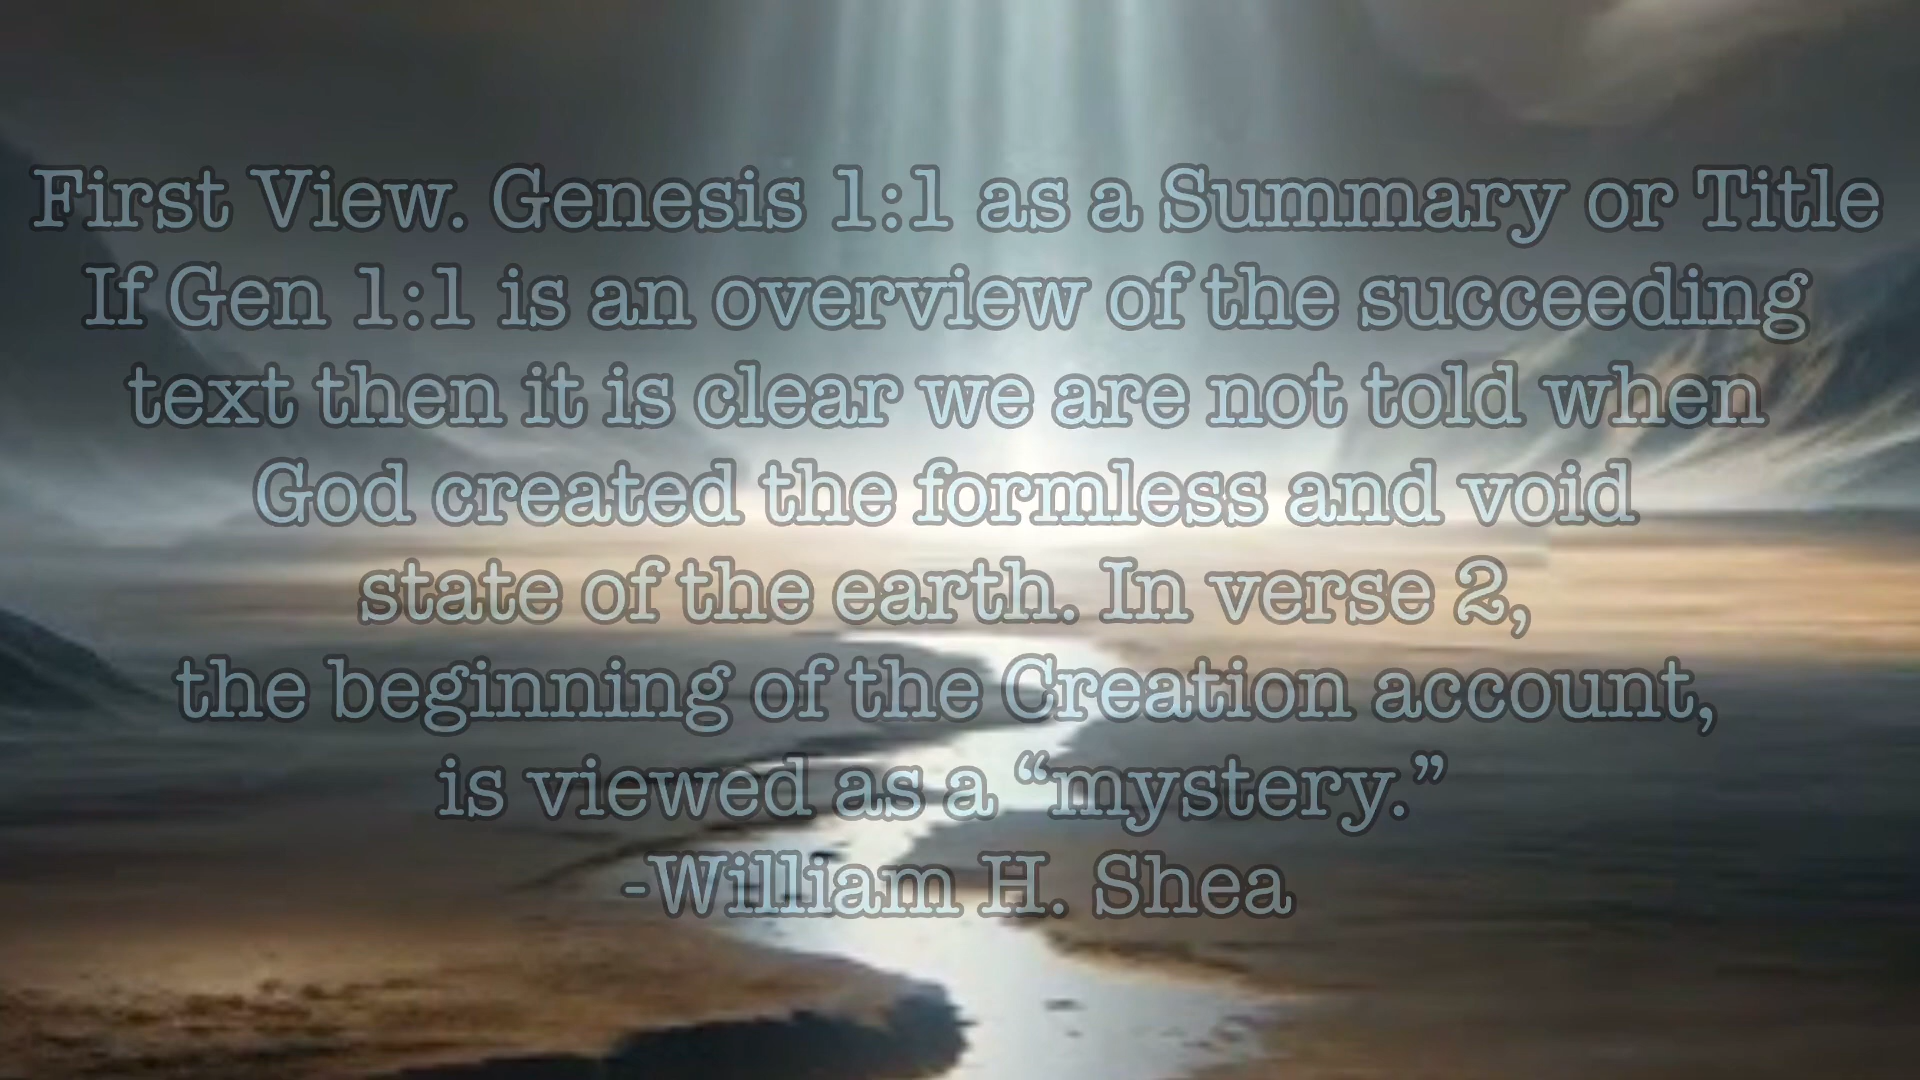 First View. Genesis 1:1 as a Summary or Title
If Gen 1:1 is an overview of the succeeding
text then it is clear we are not told when
God created the formless and void
state of the earth. In verse 2,
the beginning of the Creation account,
is viewed as a “mystery.”
-William H. Shea